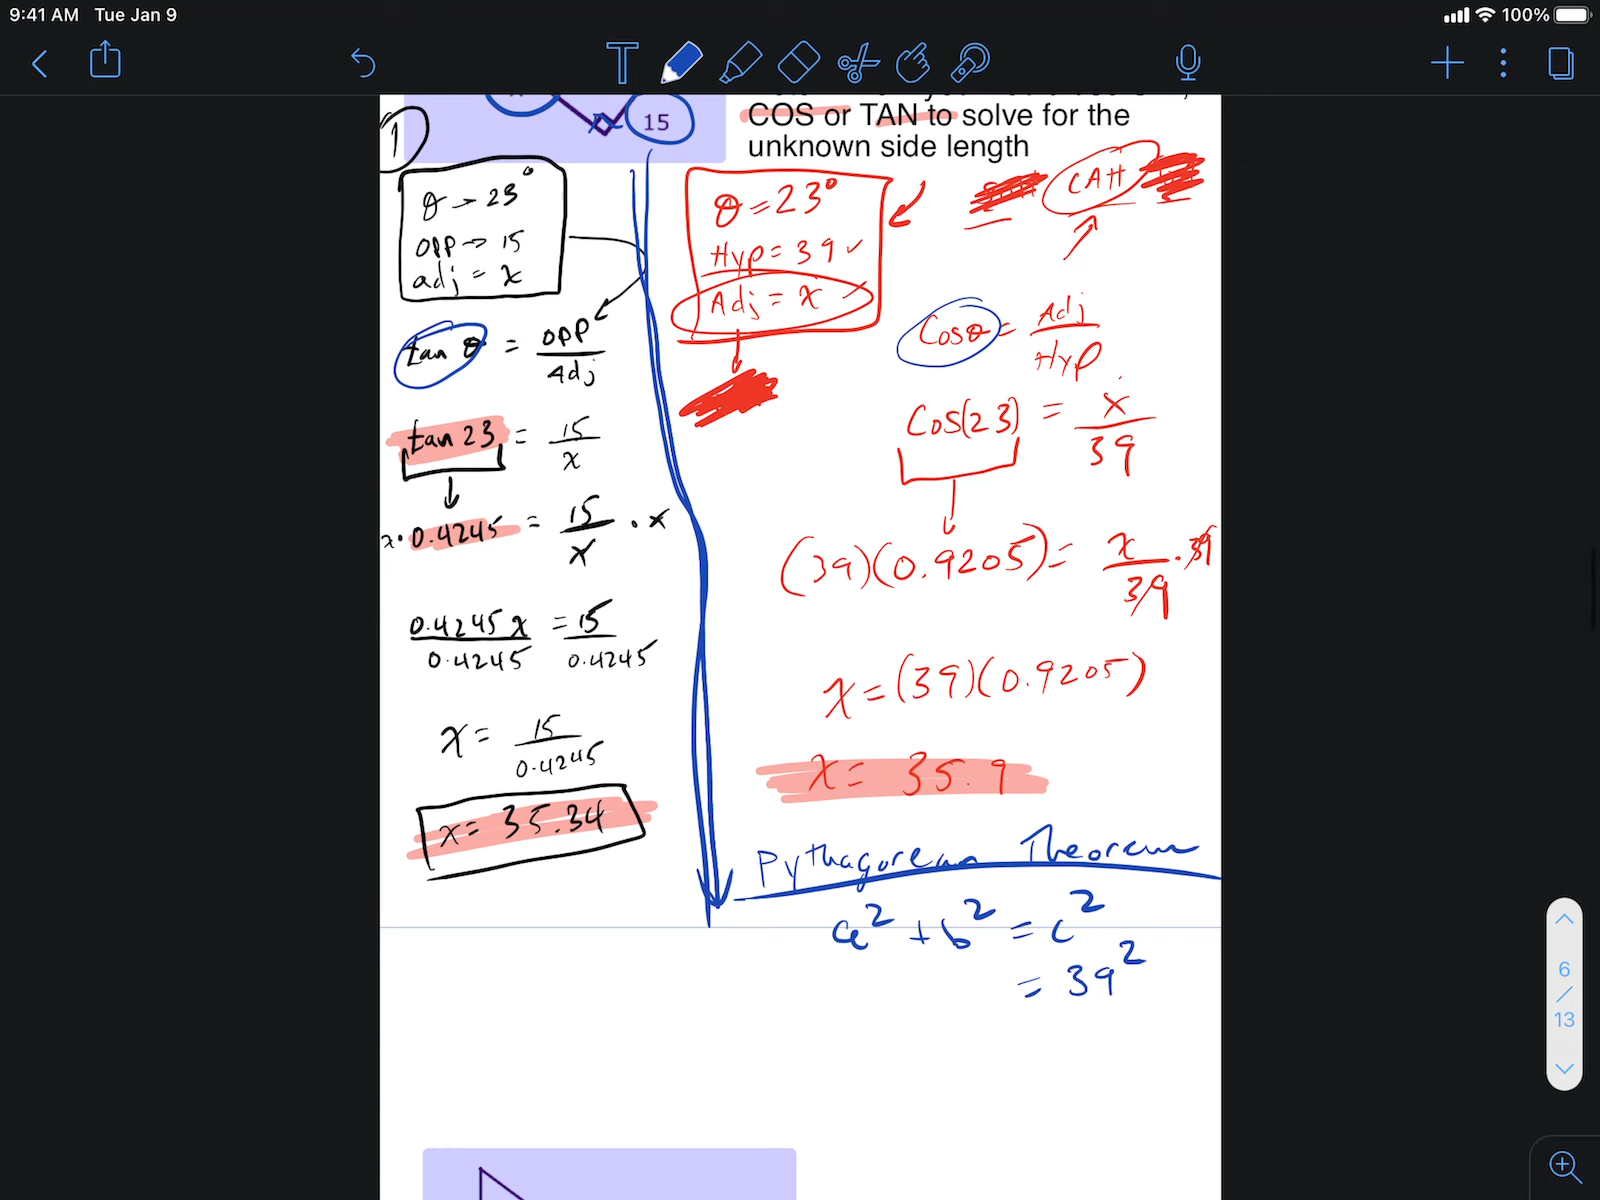 9:41 AM Tue Jan 9
100%
T
15
COS or TAN to solve for the
unknown side length
1
θ → 23°
opp → 15
adj = x
tan θ = opp/Adj
tan 23 = 15/x
x · 0.4245 = 15/x · x
0.4245 x/0.4245 = 15/0.4245
x = 15/0.4245
x = 35.34
θ = 23°
Hyp = 39 ✓
Adj = x ✓
CAH
Cosθ = Adj/Hyp
Cos(23) = x/39
(39)(0.9205) = x/39 · 39
x = (39)(0.9205)
x = 35.9
Pythagorean Theorem
a² + b² = c²
= 39²
6
/
13